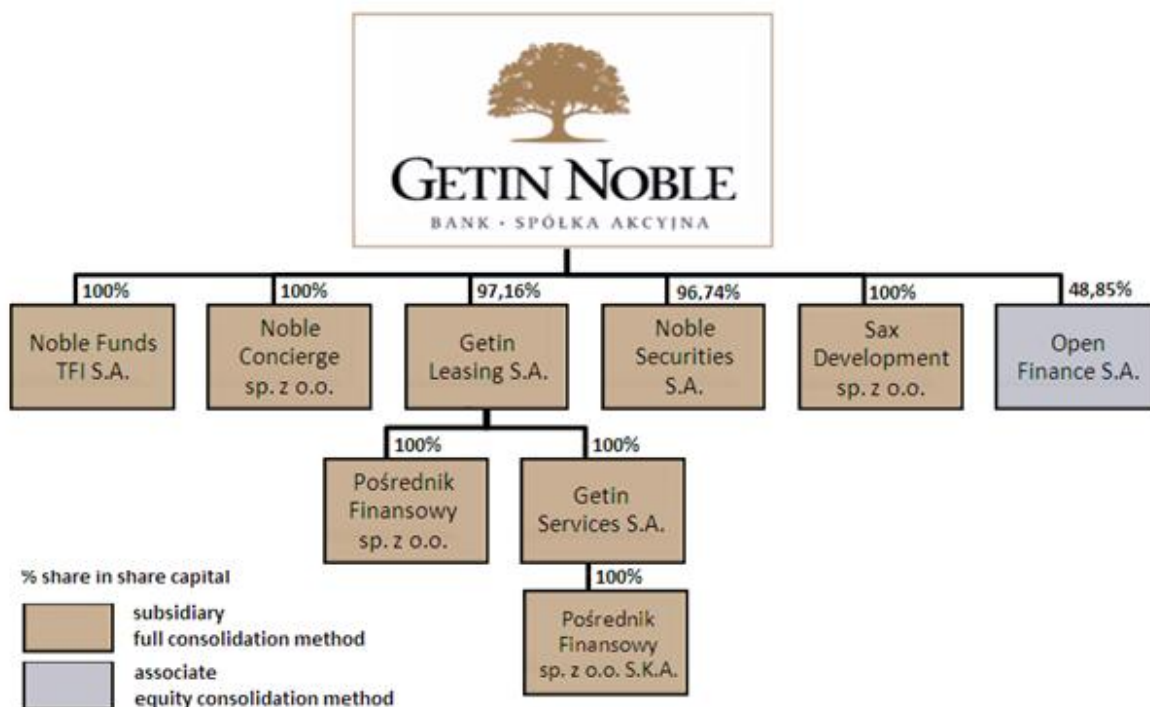 GETIN NOBLE
BANK · SPÓŁKA AKCYJNA
100%
100%
97,16%
96,74%
100%
48,85%
Noble Funds
TFI S.A.
Noble
Concierge
sp. z o.o.
Getin
Leasing S.A.
Noble
Securities
S.A.
Sax
Development
sp. z o.o.
Open
Finance S.A.
100%
100%
Pośrednik
Finansowy
sp. z o.o.
Getin
Services S.A.
100%
Pośrednik
Finansowy
sp. z o.o. S.K.A.
% share in share capital
subsidiary
full consolidation method
associate
equity consolidation method